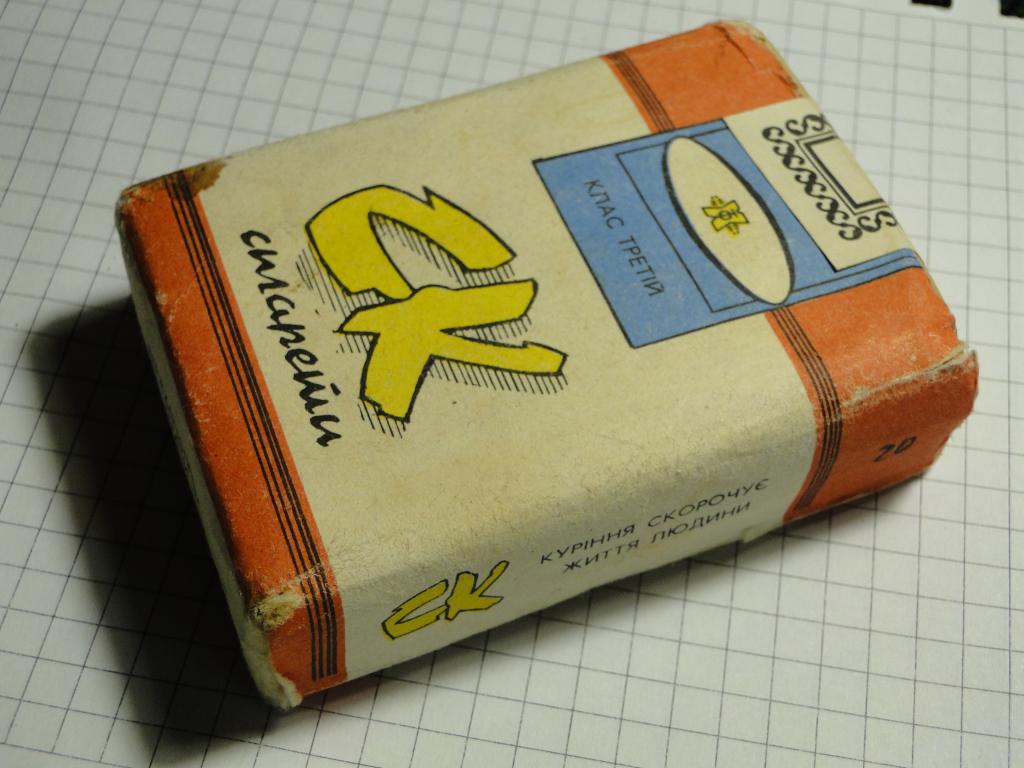 СК
сигарети
КЛАС ТРЕТІЙ
СК
КУРІННЯ СКОРОЧУЄ
ЖИТТЯ ЛЮДИНИ
20